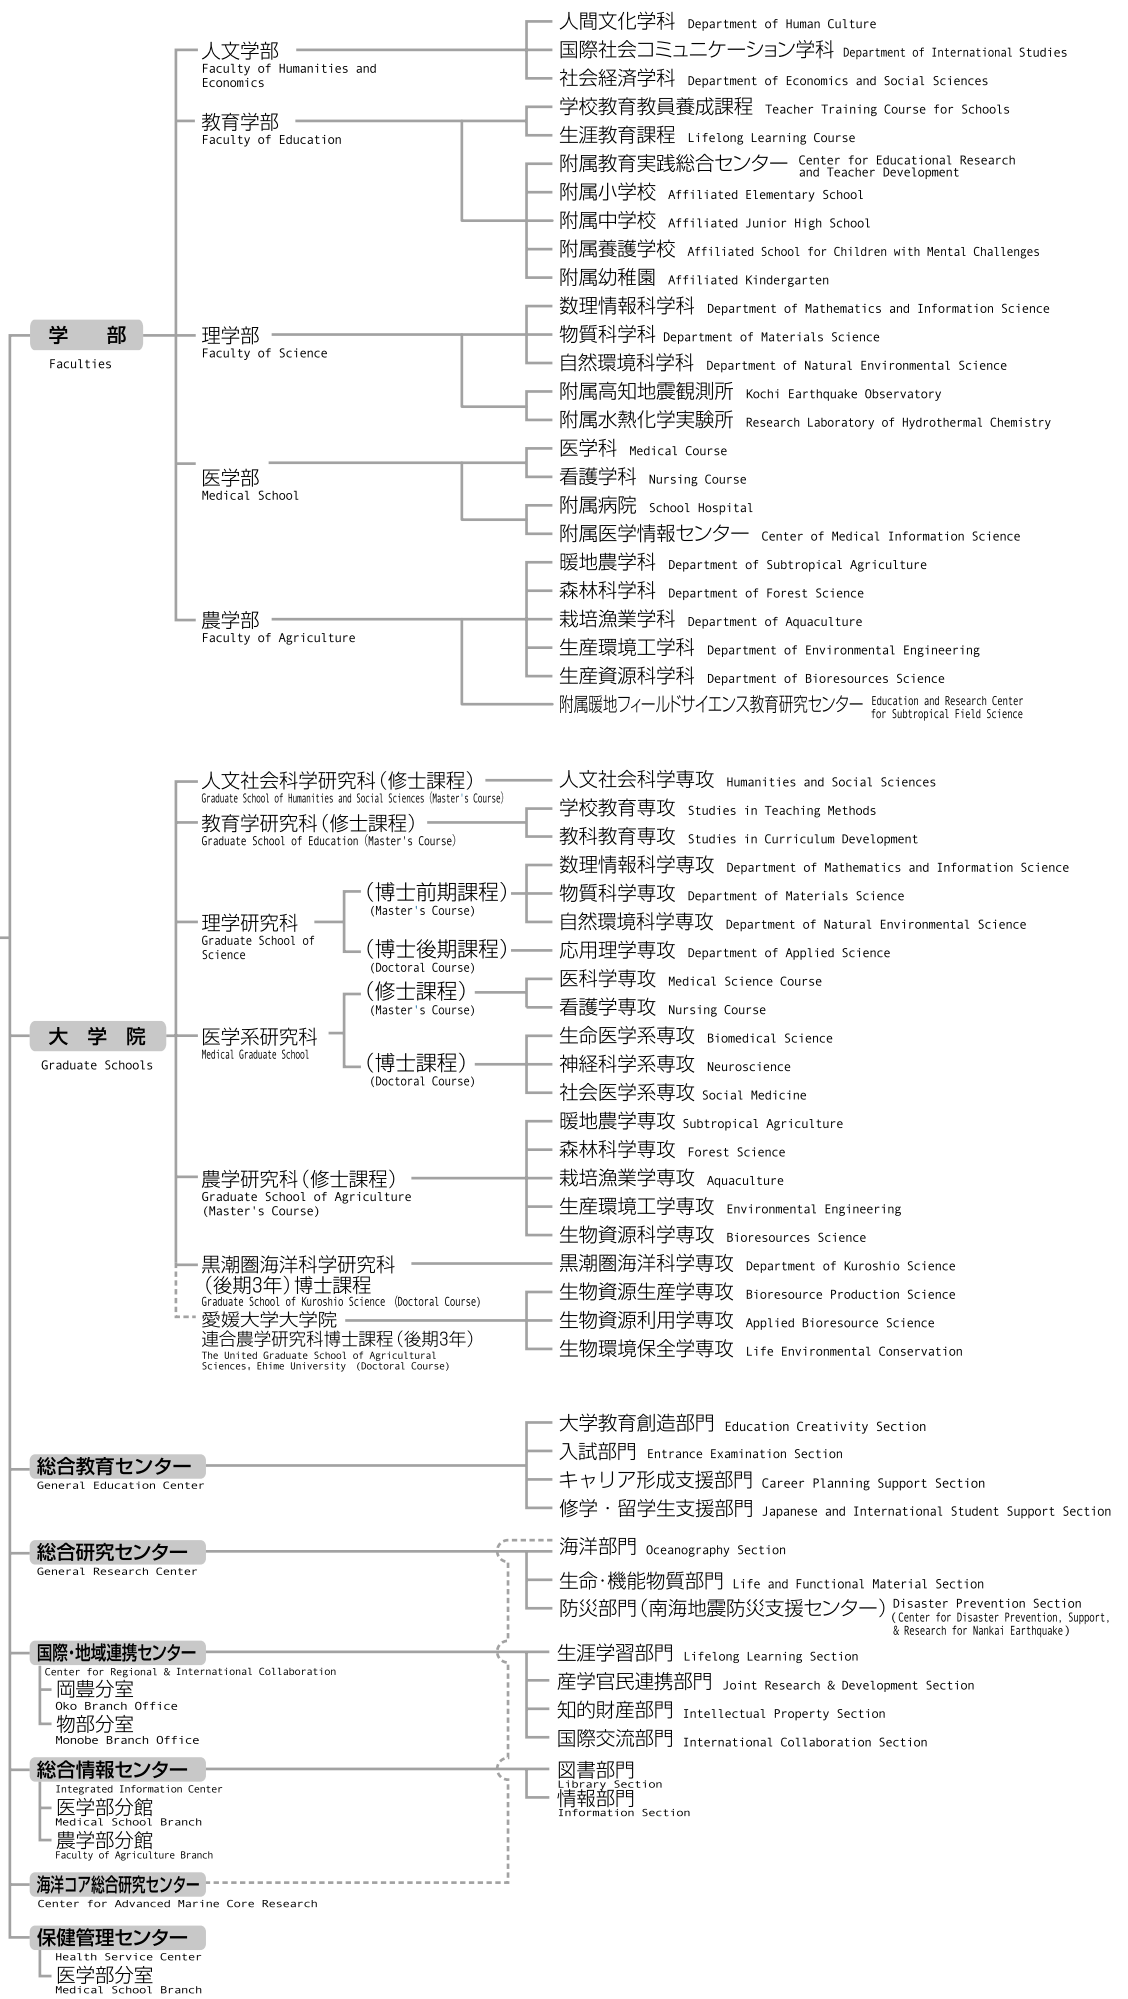 学　部
Faculties
人文学部
Faculty of Humanities and
Economics
人間文化学科 Department of Human Culture
国際社会コミュニケーション学科 Department of International Studies
社会経済学科 Department of Economics and Social Sciences
教育学部
Faculty of Education
学校教育教員養成課程 Teacher Training Course for Schools
生涯教育課程 Lifelong Learning Course
附属教育実践総合センター Center for Educational Research
and Teacher Development
附属小学校 Affiliated Elementary School
附属中学校 Affiliated Junior High School
附属養護学校 Affiliated School for Children with Mental Challenges
附属幼稚園 Affiliated Kindergarten
理学部
Faculty of Science
数理情報科学科 Department of Mathematics and Information Science
物質科学科 Department of Materials Science
自然環境科学科 Department of Natural Environmental Science
附属高知地震観測所 Kochi Earthquake Observatory
附属水熱化学実験所 Research Laboratory of Hydrothermal Chemistry
医学部
Medical School
医学科 Medical Course
看護学科 Nursing Course
附属病院 School Hospital
附属医学情報センター Center of Medical Information Science
農学部
Faculty of Agriculture
暖地農学科 Department of Subtropical Agriculture
森林科学科 Department of Forest Science
栽培漁業学科 Department of Aquaculture
生産環境工学科 Department of Environmental Engineering
生産資源科学科 Department of Bioresources Science
附属暖地フィールドサイエンス教育研究センター Education and Research Center
for Subtropical Field Science
大 学 院
Graduate Schools
人文社会科学研究科（修士課程）
Graduate School of Humanities and Social Sciences (Master's Course)
人文社会科学専攻 Humanities and Social Sciences
教育学研究科（修士課程）
Graduate School of Education (Master's Course)
学校教育専攻 Studies in Teaching Methods
教科教育専攻 Studies in Curriculum Development
理学研究科
Graduate School of
Science
（博士前期課程）
(Master's Course)
数理情報科学専攻 Department of Mathematics and Information Science
物質科学専攻 Department of Materials Science
自然環境科学専攻 Department of Natural Environmental Science
（博士後期課程）
(Doctoral Course)
応用理学専攻 Department of Applied Science
医学系研究科
Medical Graduate School
（修士課程）
(Master's Course)
医科学専攻 Medical Science Course
看護学専攻 Nursing Course
（博士課程）
(Doctoral Course)
生命医学系専攻 Biomedical Science
神経科学系専攻 Neuroscience
社会医学系専攻 Social Medicine
農学研究科（修士課程）
Graduate School of Agriculture
(Master's Course)
暖地農学専攻 Subtropical Agriculture
森林科学専攻 Forest Science
栽培漁業学専攻 Aquaculture
生産環境工学専攻 Environmental Engineering
生物資源科学専攻 Bioresources Science
黒潮圏海洋科学研究科
（後期3年）博士課程
Graduate School of Kuroshio Science (Doctoral Course)
黒潮圏海洋科学専攻 Department of Kuroshio Science
愛媛大学大学院
連合農学研究科博士課程（後期3年）
The United Graduate School of Agricultural
Sciences, Ehime University (Doctoral Course)
生物資源生産学専攻 Bioresource Production Science
生物資源利用学専攻 Applied Bioresource Science
生物環境保全学専攻 Life Environmental Conservation
総合教育センター
General Education Center
大学教育創造部門 Education Creativity Section
入試部門 Entrance Examination Section
キャリア形成支援部門 Career Planning Support Section
修学・留学生支援部門 Japanese and International Student Support Section
総合研究センター
General Research Center
海洋部門 Oceanography Section
生命・機能物質部門 Life and Functional Material Section
防災部門（南海地震防災支援センター） Disaster Prevention Section
(Center for Disaster Prevention, Support,
& Research for Nankai Earthquake)
国際・地域連携センター
Center for Regional & International Collaboration
岡豊分室
Oko Branch Office
物部分室
Monobe Branch Office
生涯学習部門 Lifelong Learning Section
産学官民連携部門 Joint Research & Development Section
知的財産部門 Intellectual Property Section
国際交流部門 International Collaboration Section
総合情報センター
Integrated Information Center
医学部分館
Medical School Branch
農学部分館
Faculty of Agriculture Branch
図書部門
Library Section
情報部門
Information Section
海洋コア総合研究センター
Center for Advanced Marine Core Research
保健管理センター
Health Service Center
医学部分室
Medical School Branch